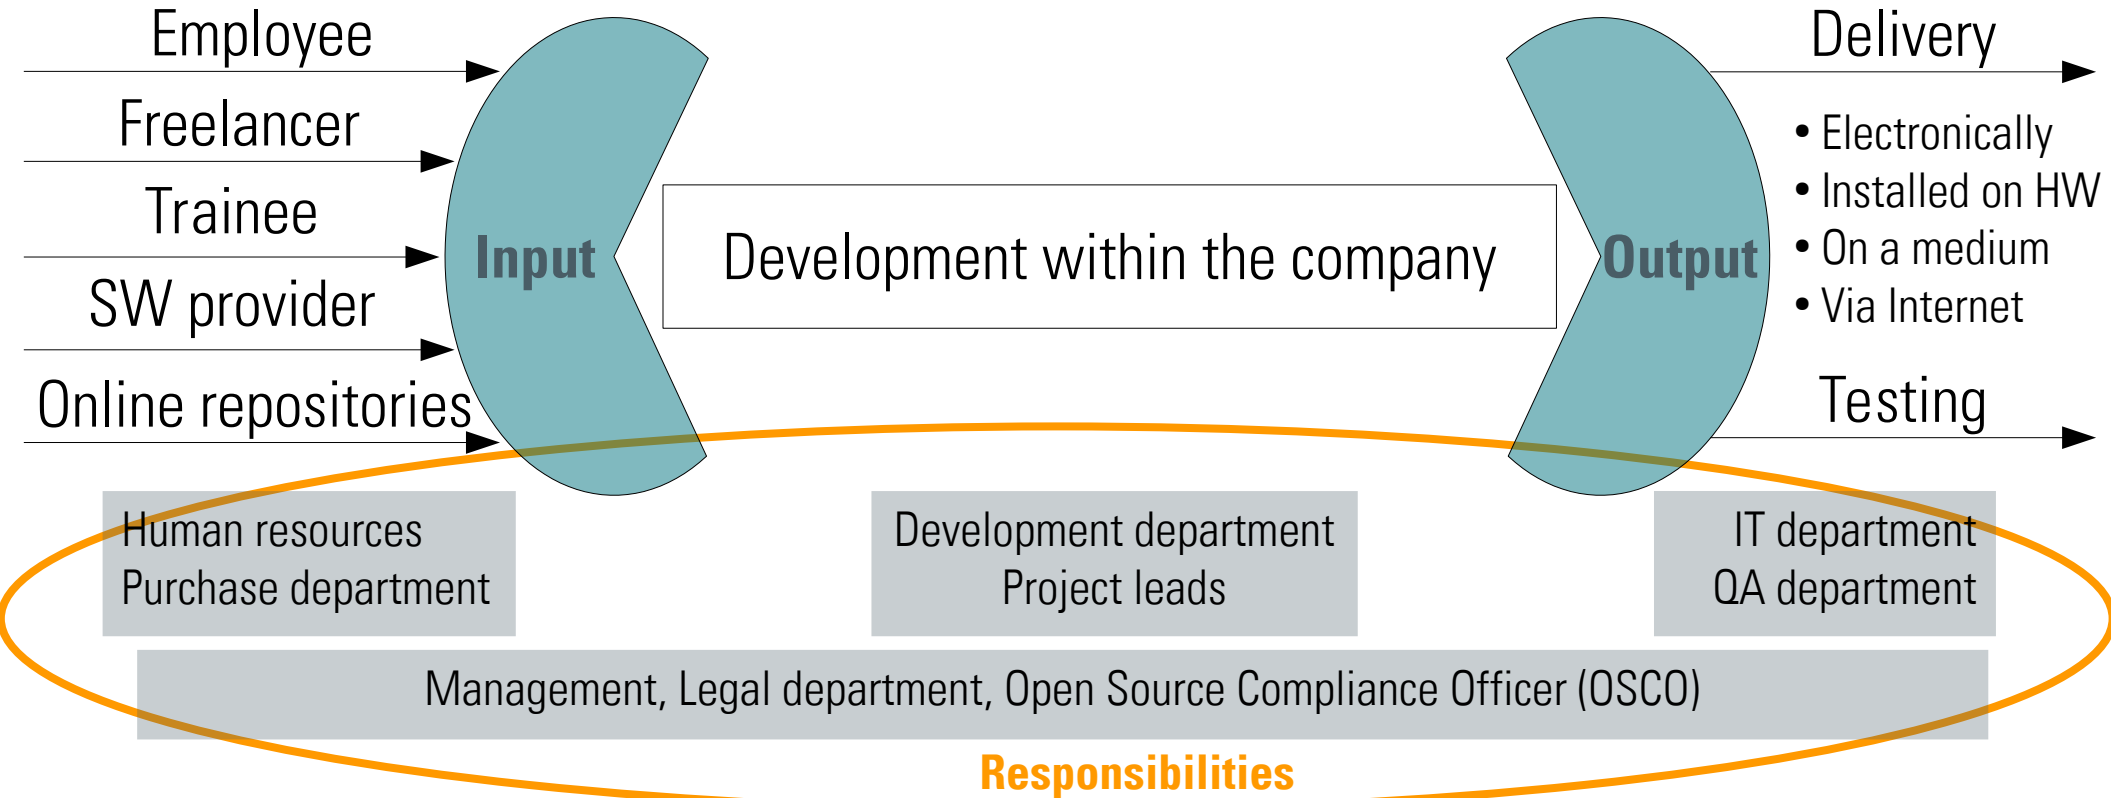 Employee
Freelancer
Trainee
SW provider
Online repositories
Input
Development within the company
Output
Delivery
• Electronically
• Installed on HW
• On a medium
• Via Internet
Testing
Human resources
Purchase department
Development department
Project leads
IT department
QA department
Management, Legal department, Open Source Compliance Officer (OSCO)
Responsibilities